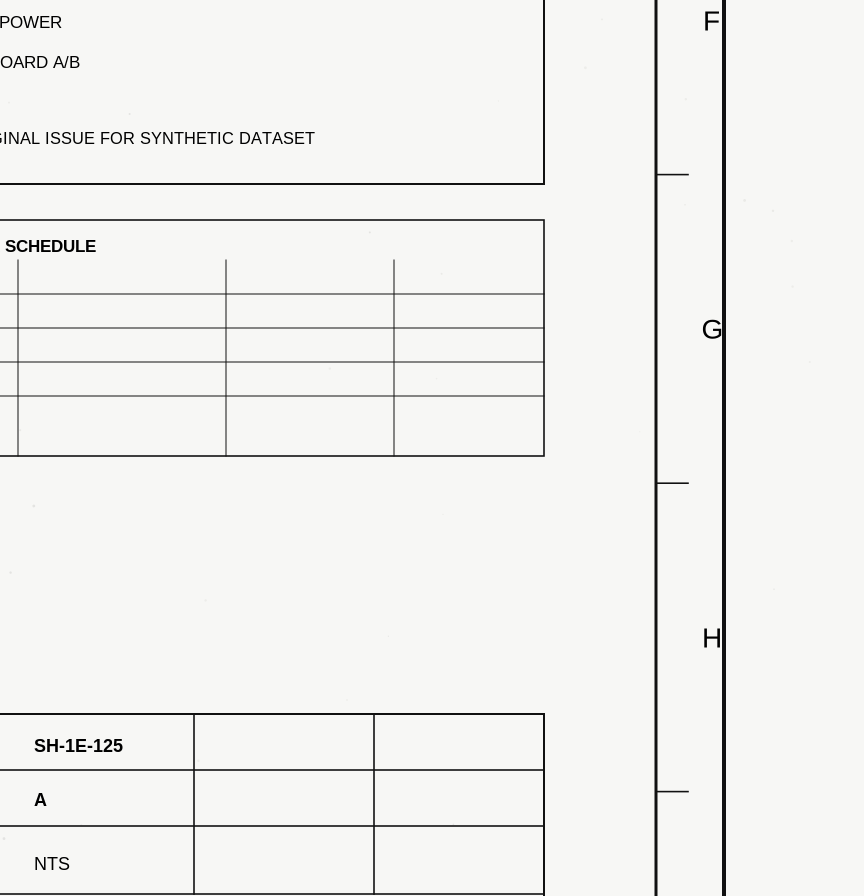 POWER
F
OARD A/B
GINAL ISSUE FOR SYNTHETIC DATASET
SCHEDULE
G
H
SH-1E-125
A
NTS